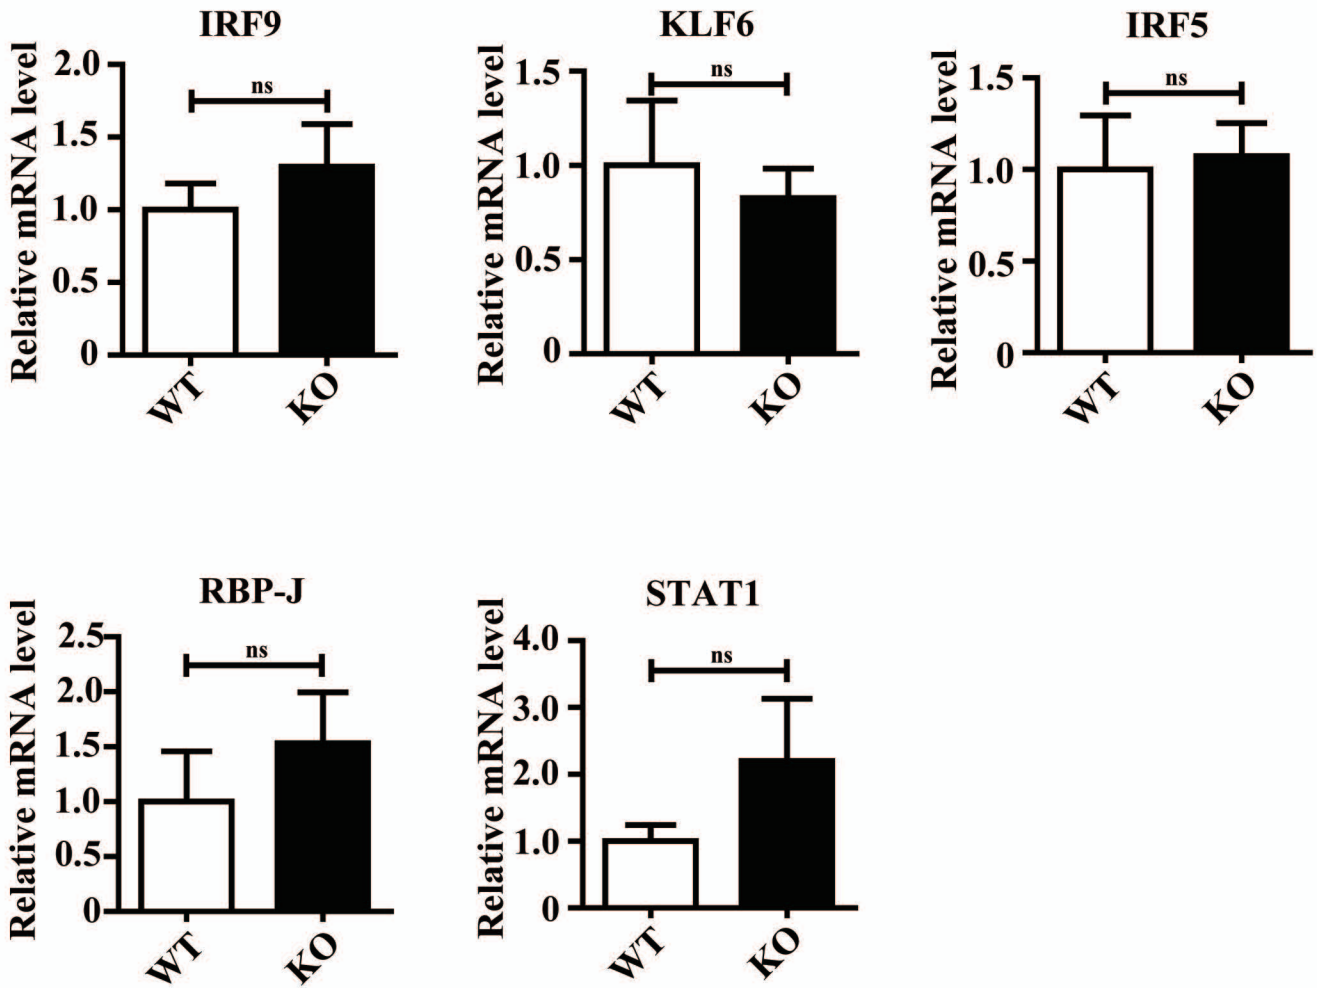 IRF9
Relative mRNA level
2.0
1.5
1.0
0.5
0
ns
WT
KO
KLF6
Relative mRNA level
1.5
1.0
0.5
0
ns
WT
KO
IRF5
Relative mRNA level
1.5
1.0
0.5
0
ns
WT
KO
RBP-J
Relative mRNA level
2.5
2.0
1.5
1.0
0.5
0
ns
WT
KO
STAT1
Relative mRNA level
4.0
3.0
2.0
1.0
0
ns
WT
KO